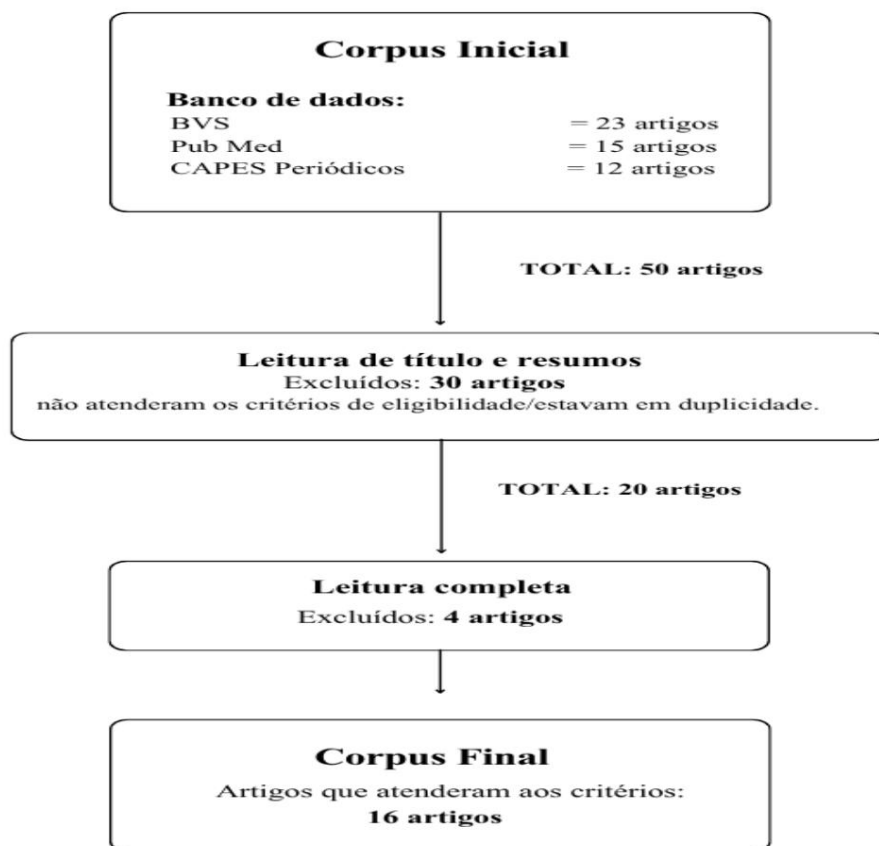 Corpus Inicial
Banco de dados:
BVS = 23 artigos
Pub Med = 15 artigos
CAPES Periódicos = 12 artigos
TOTAL: 50 artigos
Leitura de título e resumos
Excluídos: 30 artigos
não atenderam os critérios de eligibilidade/estavam em duplicidade.
TOTAL: 20 artigos
Leitura completa
Excluídos: 4 artigos
Corpus Final
Artigos que atenderam aos critérios:
16 artigos